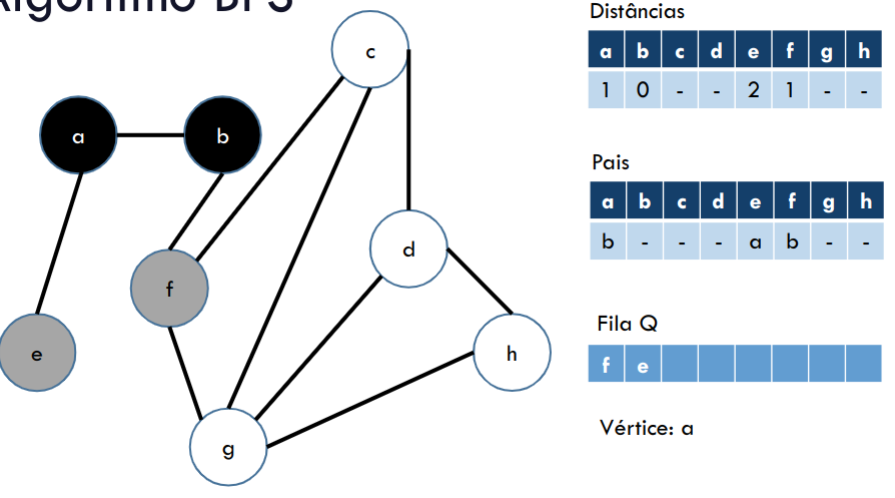 Algoritmo BFS
Distâncias
a b c d e f g h
1 0 - - 2 1 - -
Pais
a b c d e f g h
b - - - a b - -
Fila Q
f e
Vértice: a
c
a
b
d
f
e
h
g